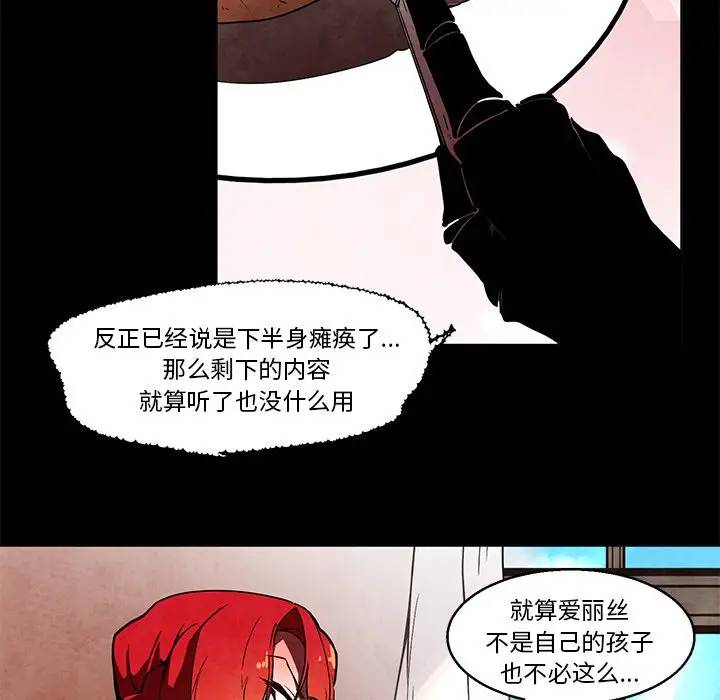 反正已经说是下半身瘫痪了...
那么剩下的内容
就算听了也没什么用
就算爱丽丝
不是自己的孩子
也不必这么...